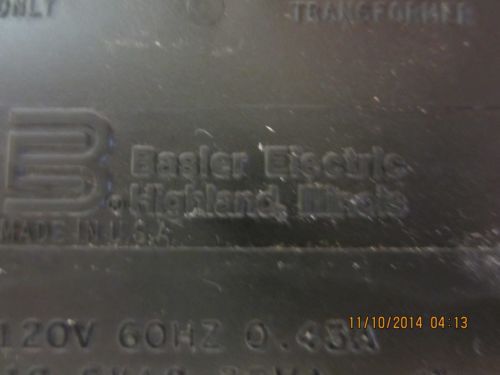 ONLY TRANSFORMER
Basler Electric
Highland, Illinois
MADE IN U.S.A.
120V 60HZ 0.43A
11/10/2014 04:13